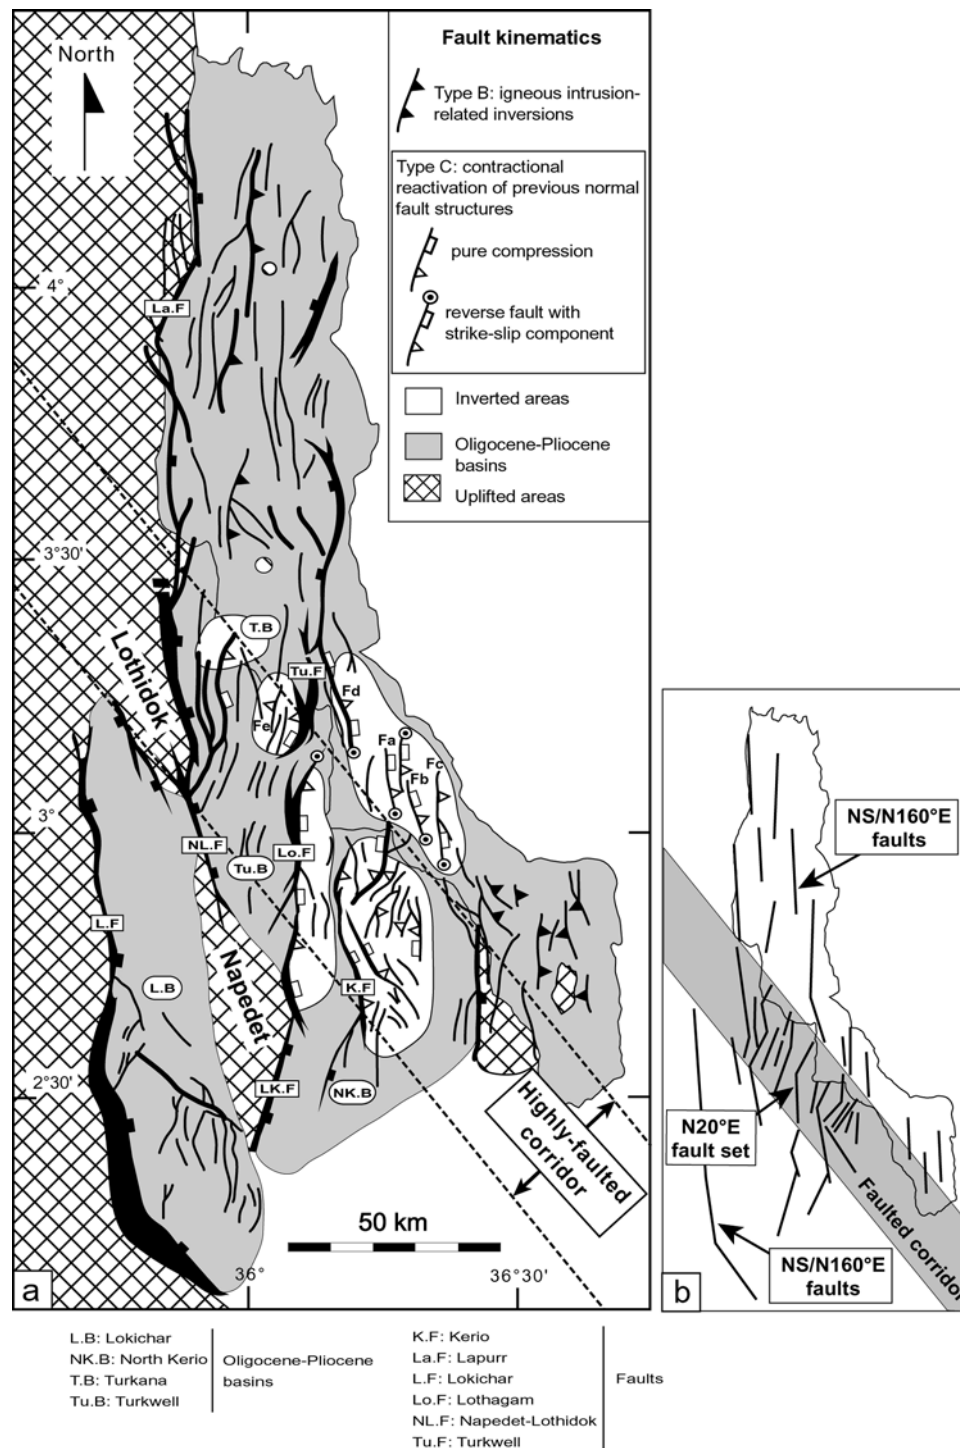 North
Fault kinematics
Type B: igneous intrusion-
related inversions
Type C: contractional
reactivation of previous normal
fault structures
pure compression
reverse fault with
strike-slip component
Inverted areas
Oligocene-Pliocene
basins
Uplifted areas
4°
La.F
3°30'
T.B
Lothidok
Tu.F
Fd
Fe
Fa
Fc
Fb
3°
NL.F
Lo.F
Tu.B
L.F
Napedet
L.B
K.F
2°30'
LK.F
NK.B
Highly-faulted
corridor
50 km
36°
36°30'
a
NS/N160°E
faults
N20°E
fault set
Faulted corridor
NS/N160°E
faults
b
L.B: Lokichar
NK.B: North Kerio
T.B: Turkana
Tu.B: Turkwell
Oligocene-Pliocene
basins
K.F: Kerio
La.F: Lapurr
L.F: Lokichar
Lo.F: Lothagam
NL.F: Napedet-Lothidok
Tu.F: Turkwell
Faults